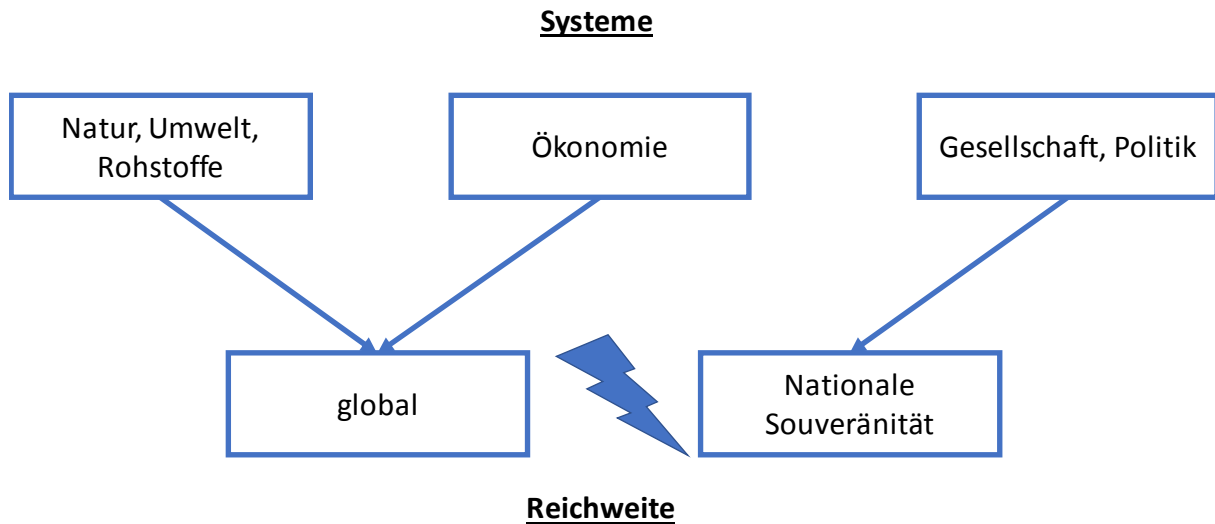 Systeme
Natur, Umwelt,
Rohstoffe
Ökonomie
Gesellschaft, Politik
global
Nationale
Souveränität
Reichweite